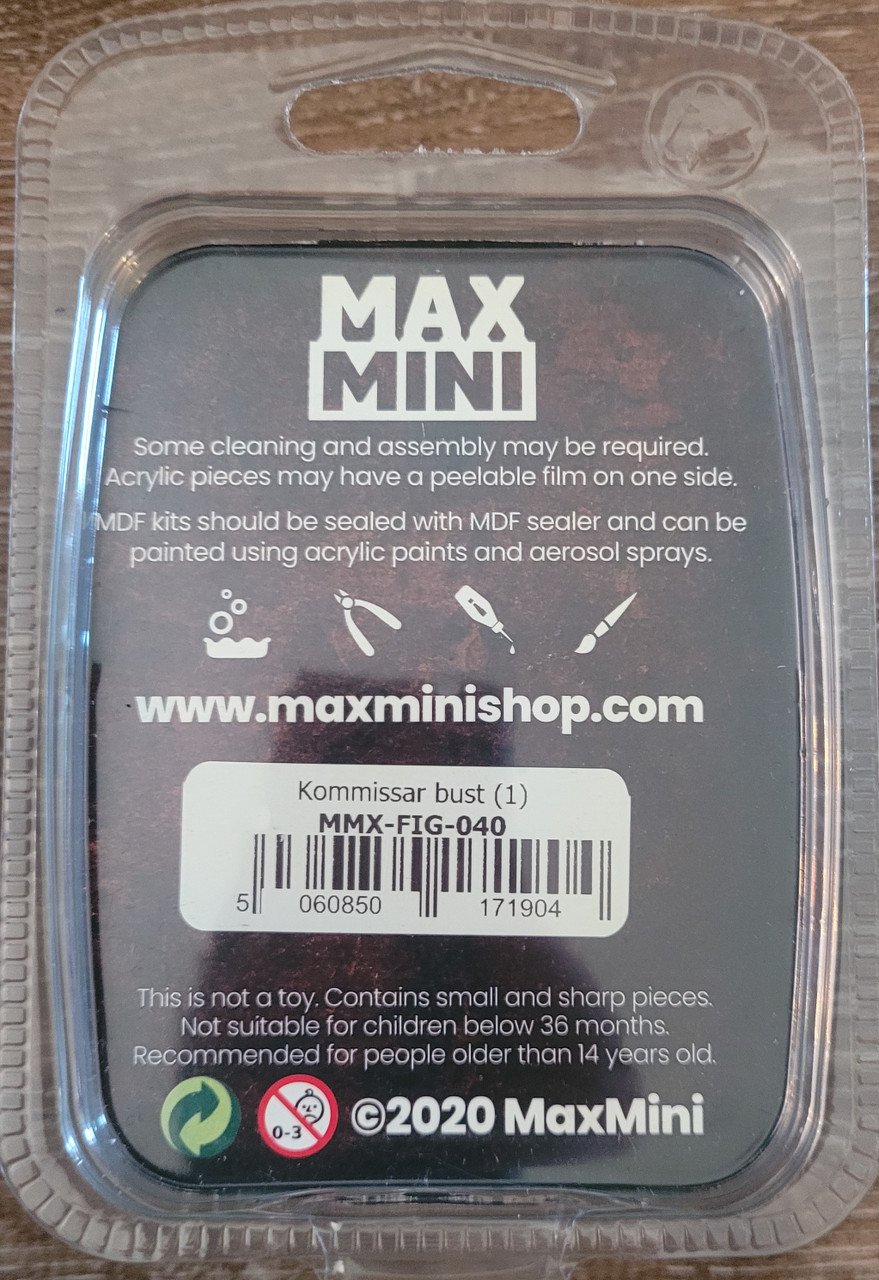 MAX
MINI
Some cleaning and assembly may be required.
Acrylic pieces may have a peelable film on one side.
MDF kits should be sealed with MDF sealer and can be
painted using acrylic paints and aerosol sprays.
www.maxminishop.com
Kommissar bust (1)
MMX-FIG-040
5 060850 171904
This is not a toy. Contains small and sharp pieces.
Not suitable for children below 36 months.
Recommended for people older than 14 years old.
0-3 ©2020 MaxMini